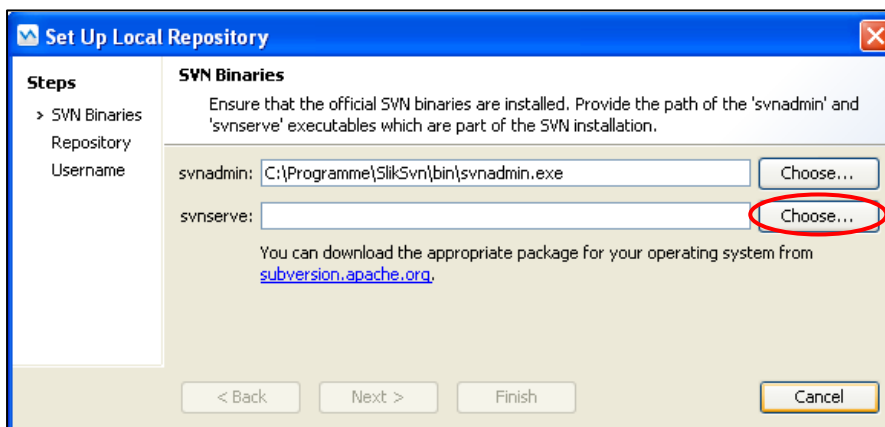 Set Up Local Repository
Steps
> SVN Binaries
Repository
Username
SVN Binaries
Ensure that the official SVN binaries are installed. Provide the path of the 'svnadmin' and
'svnserve' executables which are part of the SVN installation.
svnadmin: C:\Programme\SlikSvn\bin\svnadmin.exe Choose...
svnserve: Choose...
You can download the appropriate package for your operating system from
subversion.apache.org.
< Back Next > Finish Cancel